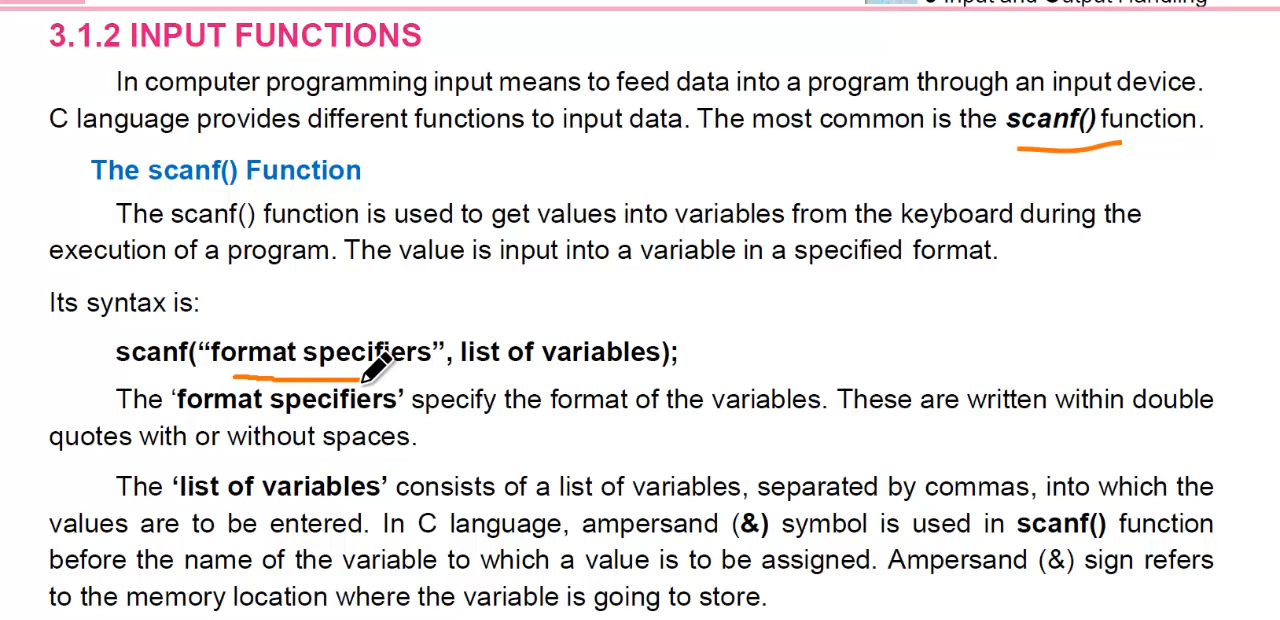 3 Input and Output Handling
3.1.2 INPUT FUNCTIONS
In computer programming input means to feed data into a program through an input device.
C language provides different functions to input data. The most common is the scanf() function.
The scanf() Function
The scanf() function is used to get values into variables from the keyboard during the
execution of a program. The value is input into a variable in a specified format.
Its syntax is:
scanf(“format specifiers”, list of variables);
The ‘format specifiers’ specify the format of the variables. These are written within double
quotes with or without spaces.
The ‘list of variables’ consists of a list of variables, separated by commas, into which the
values are to be entered. In C language, ampersand (&) symbol is used in scanf() function
before the name of the variable to which a value is to be assigned. Ampersand (&) sign refers
to the memory location where the variable is going to store.